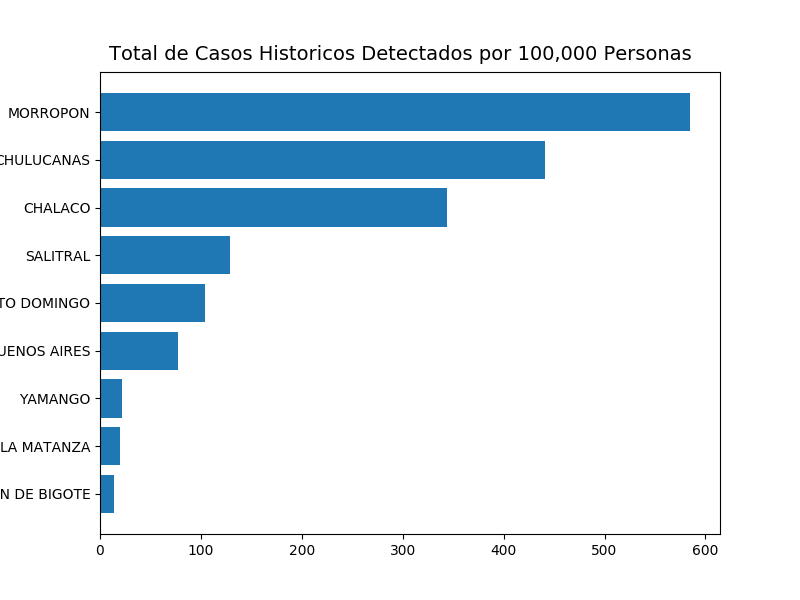 Total de Casos Historicos Detectados por 100,000 Personas
MORROPON
CHULUCANAS
CHALACO
SALITRAL
TO DOMINGO
UENOS AIRES
YAMANGO
LA MATANZA
N DE BIGOTE
0 100 200 300 400 500 600